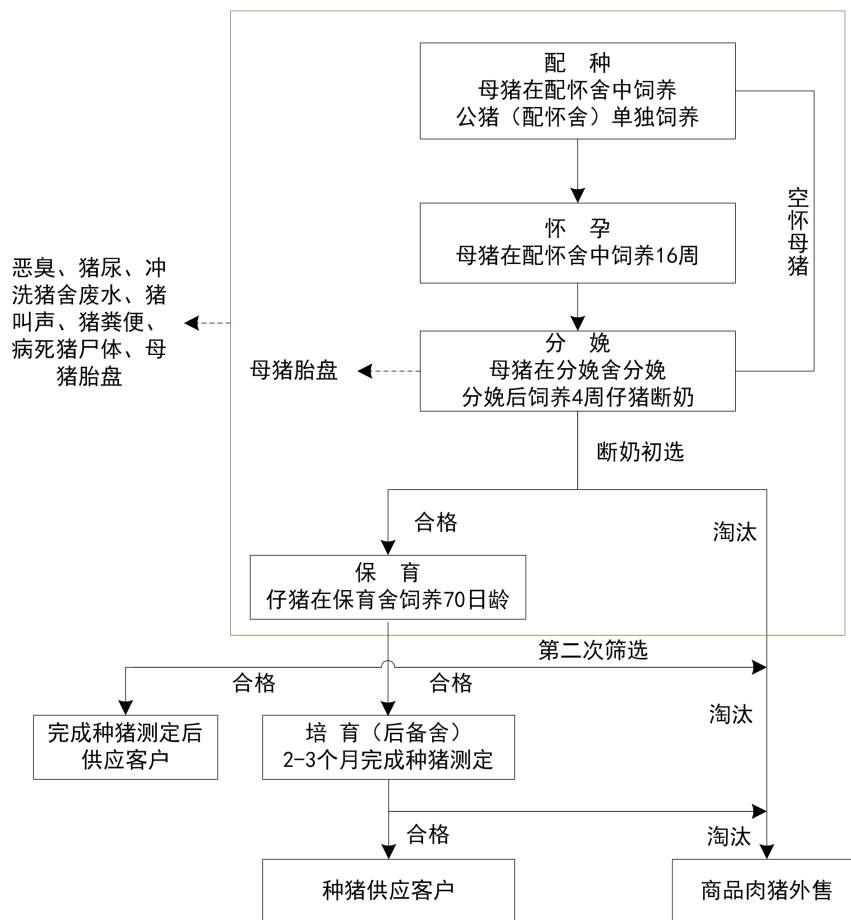 配　种
母猪在配怀舍中饲养
公猪（配怀舍）单独饲养
空怀母猪
怀　孕
母猪在配怀舍中饲养16周
恶臭、猪尿、冲
洗猪舍废水、猪
叫声、猪粪便、
病死猪尸体、母
猪胎盘
分　娩
母猪在分娩舍分娩
分娩后饲养4周仔猪断奶
母猪胎盘
断奶初选
合格
淘汰
保　育
仔猪在保育舍饲养70日龄
第二次筛选
合格
合格
淘汰
完成种猪测定后
供应客户
培 育（后备舍）
2-3个月完成种猪测定
合格
淘汰
种猪供应客户
商品肉猪外售